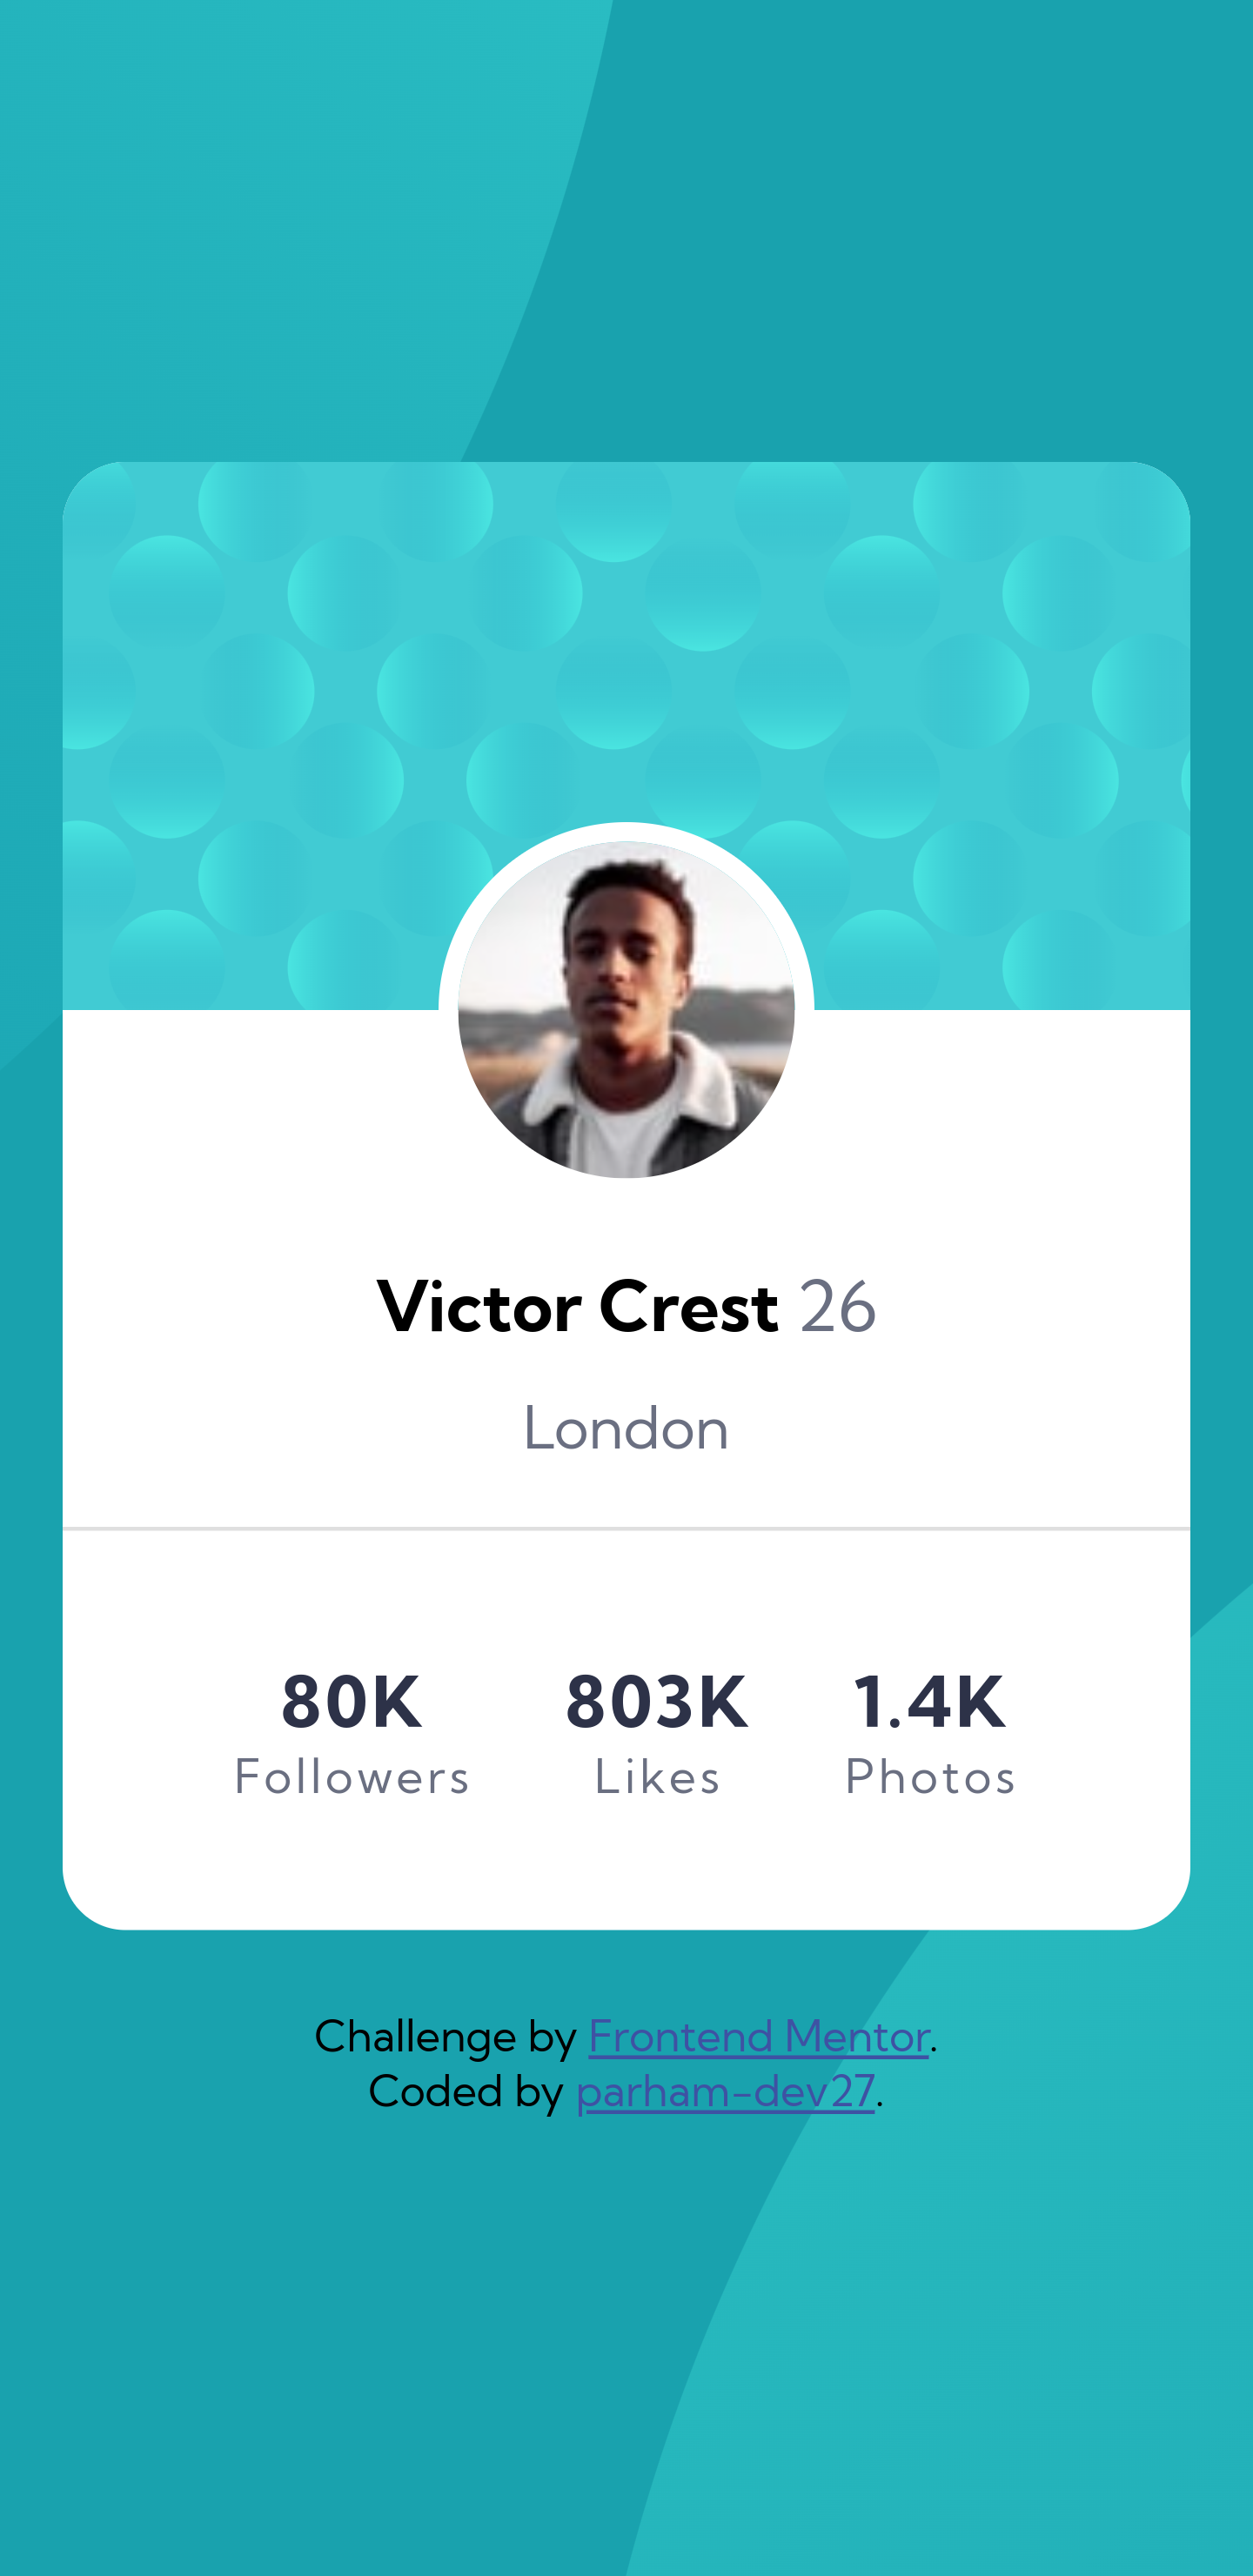 Victor Crest 26
London
80K 803K 1.4K
Followers Likes Photos
Challenge by Frontend Mentor.
Coded by parham-dev27.